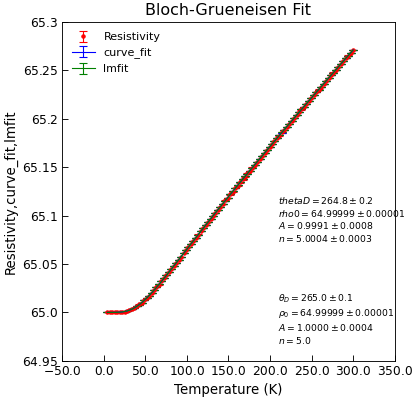 Bloch-Grueneisen Fit
Resistivity,curve_fit,lmfit
65.3
65.25
65.2
65.15
65.1
65.05
65.0
64.95
Resistivity
curve_fit
lmfit
thetaD = 264.8 ± 0.2
rho0 = 64.99999 ± 0.00001
A = 0.9991 ± 0.0008
n = 5.0004 ± 0.0003
θ_D = 265.0 ± 0.1
ρ₀ = 64.99999 ± 0.00001
A = 1.0000 ± 0.0004
n = 5.0
−50.0 0.0 50.0 100.0 150.0 200.0 250.0 300.0 350.0
Temperature (K)